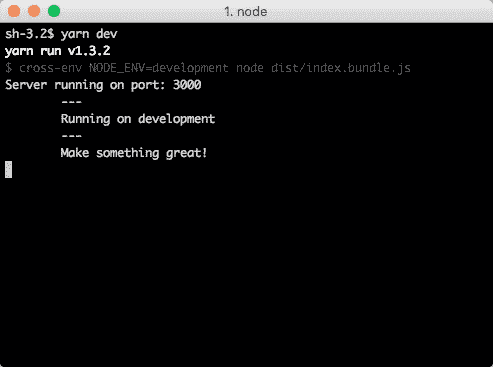 1. node
sh-3.2$ yarn dev
yarn run v1.3.2
$ cross-env NODE_ENV=development node dist/index.bundle.js
Server running on port: 3000
---
Running on development
---
Make something great!